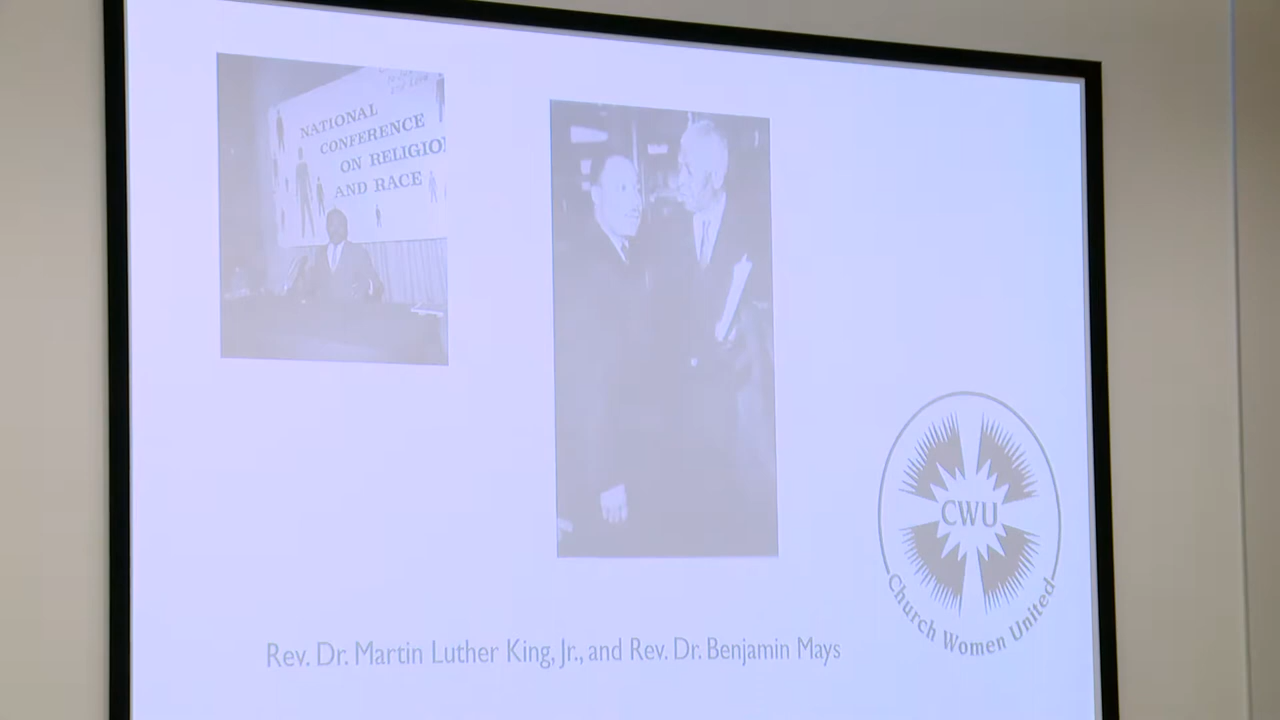 NATIONAL
CONFERENCE
ON RELIGIO
AND RACE
CWU
Church Women United
Rev. Dr. Martin Luther King, Jr., and Rev. Dr. Benjamin Mays